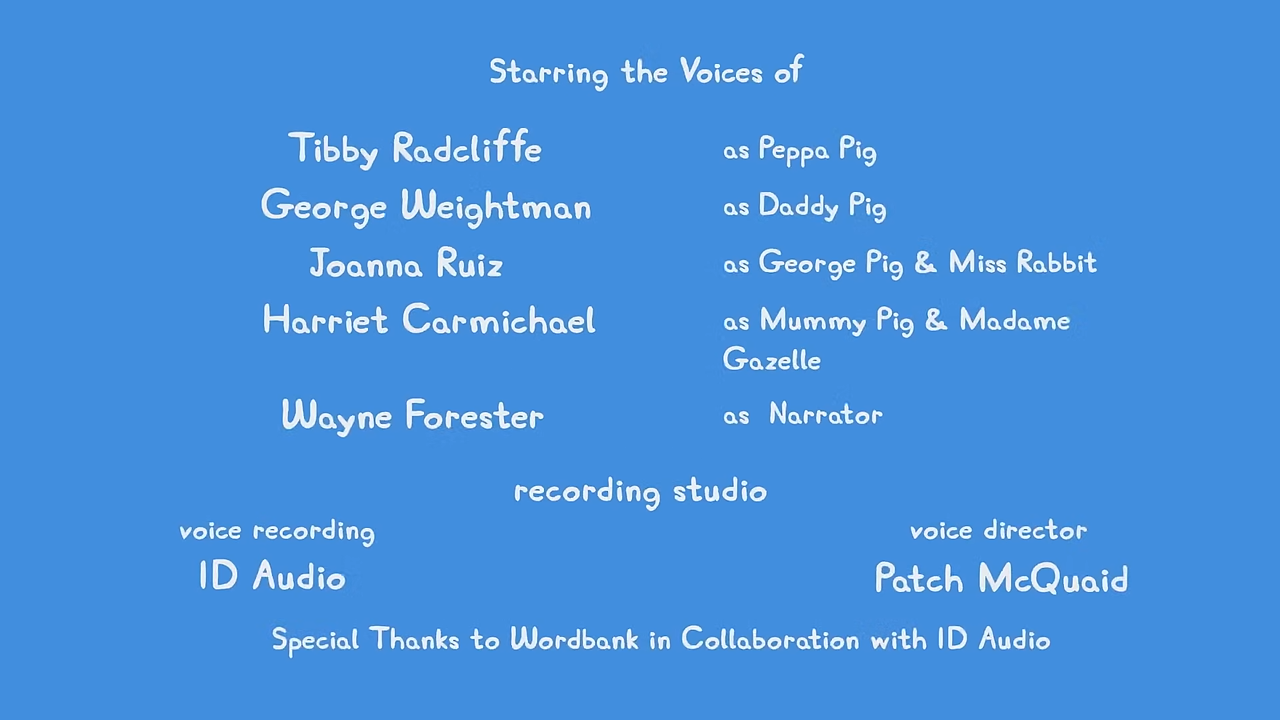 Starring the Voices of
Tibby Radcliffe as Peppa Pig
George Weightman as Daddy Pig
Joanna Ruiz as George Pig & Miss Rabbit
Harriet Carmichael as Mummy Pig & Madame
Gazelle
Wayne Forester as Narrator
recording studio
voice recording voice director
ID Audio Patch McQuaid
Special Thanks to Wordbank in Collaboration with ID Audio